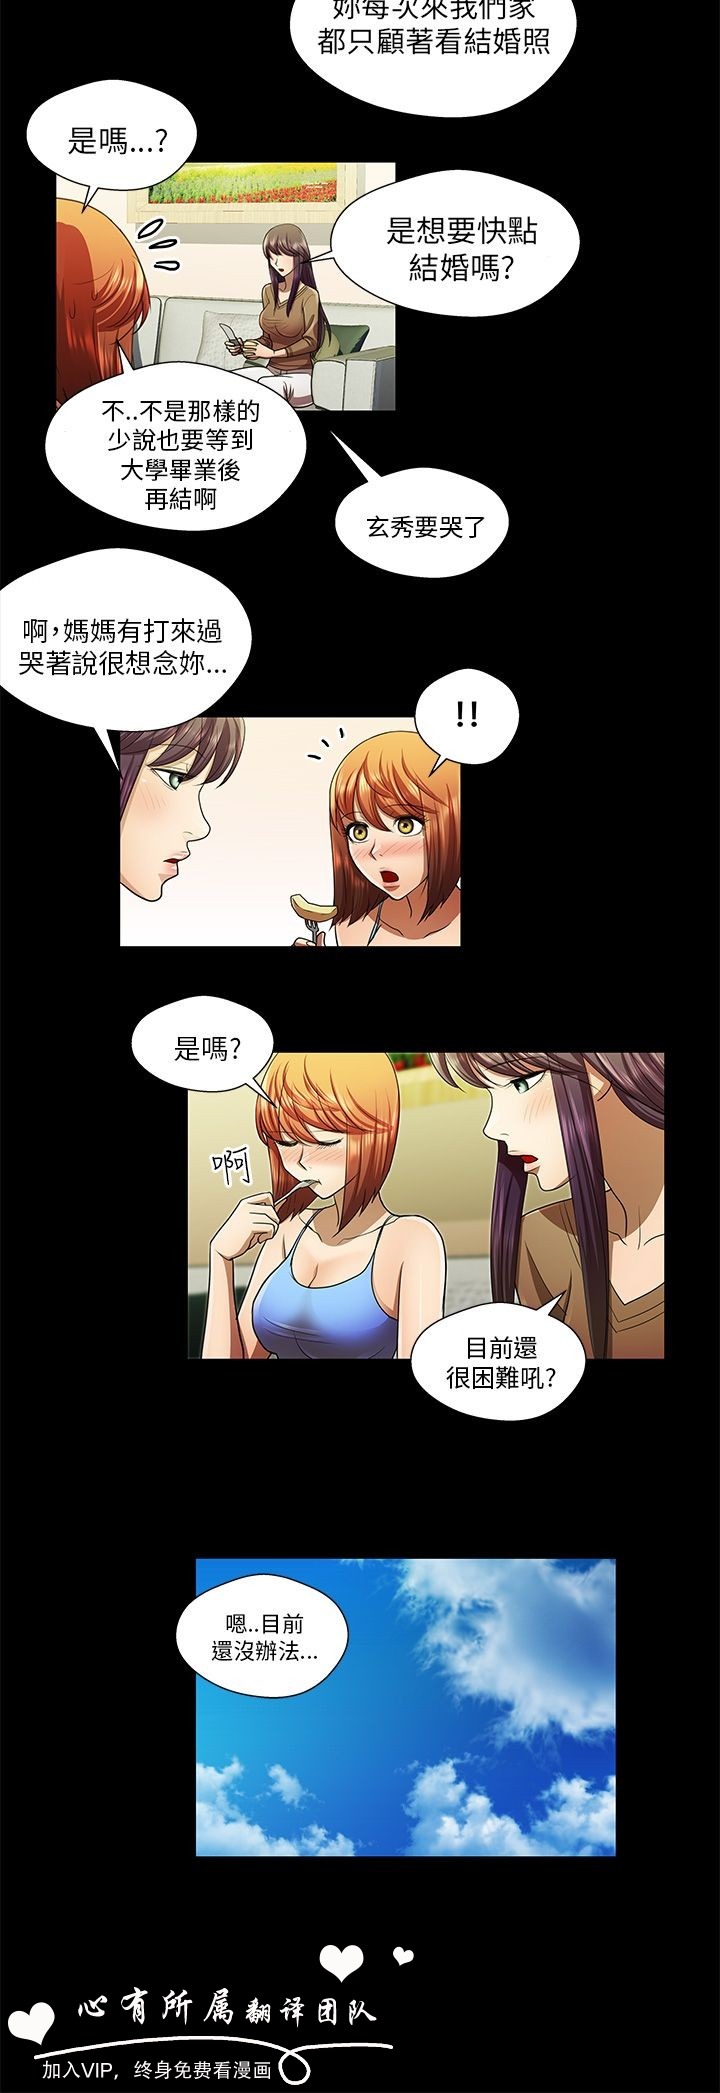 妳每次來我們家
都只顧著看結婚照
是嗎...?
是想要快點
結婚嗎?
不..不是那樣的
少說也要等到
大學畢業後
再結啊
玄秀要哭了
啊，媽媽有打來過
哭著說很想念妳...
!!
是嗎?
啊
目前還
很困難吼?
嗯..目前
還沒辦法...
心有所属翻译团队
加入VIP，终身免费看漫画